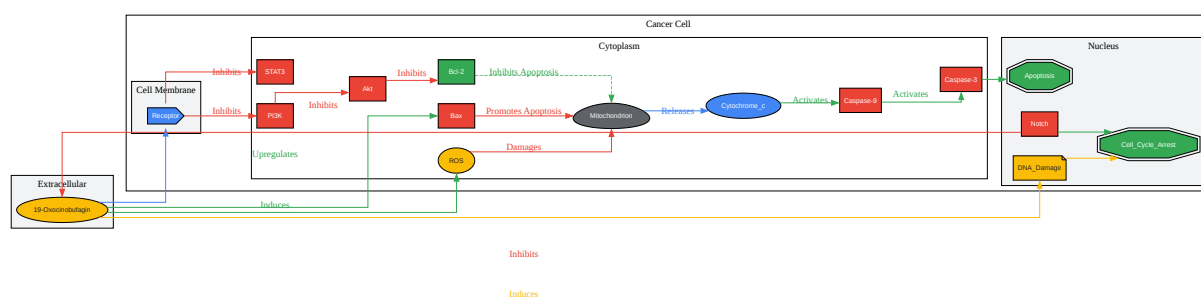 Cancer Cell
Cytoplasm
Nucleus
STAT3
Bcl-2
Inhibits
Inhibits
Inhibits Apoptosis
Caspase-3
Apoptosis
Cell Membrane
Akt
Activates
Activates
Caspase-9
Cytochrome_c
Inhibits
Inhibits
Receptor
PI3K
Bax
Promotes Apoptosis
Mitochondrion
Releases
Notch
Cell_Cycle_Arrest
Damages
Upregulates
ROS
DNA_Damage
Extracellular
19-Oxocinobufagin
Induces
Inhibits
Induces